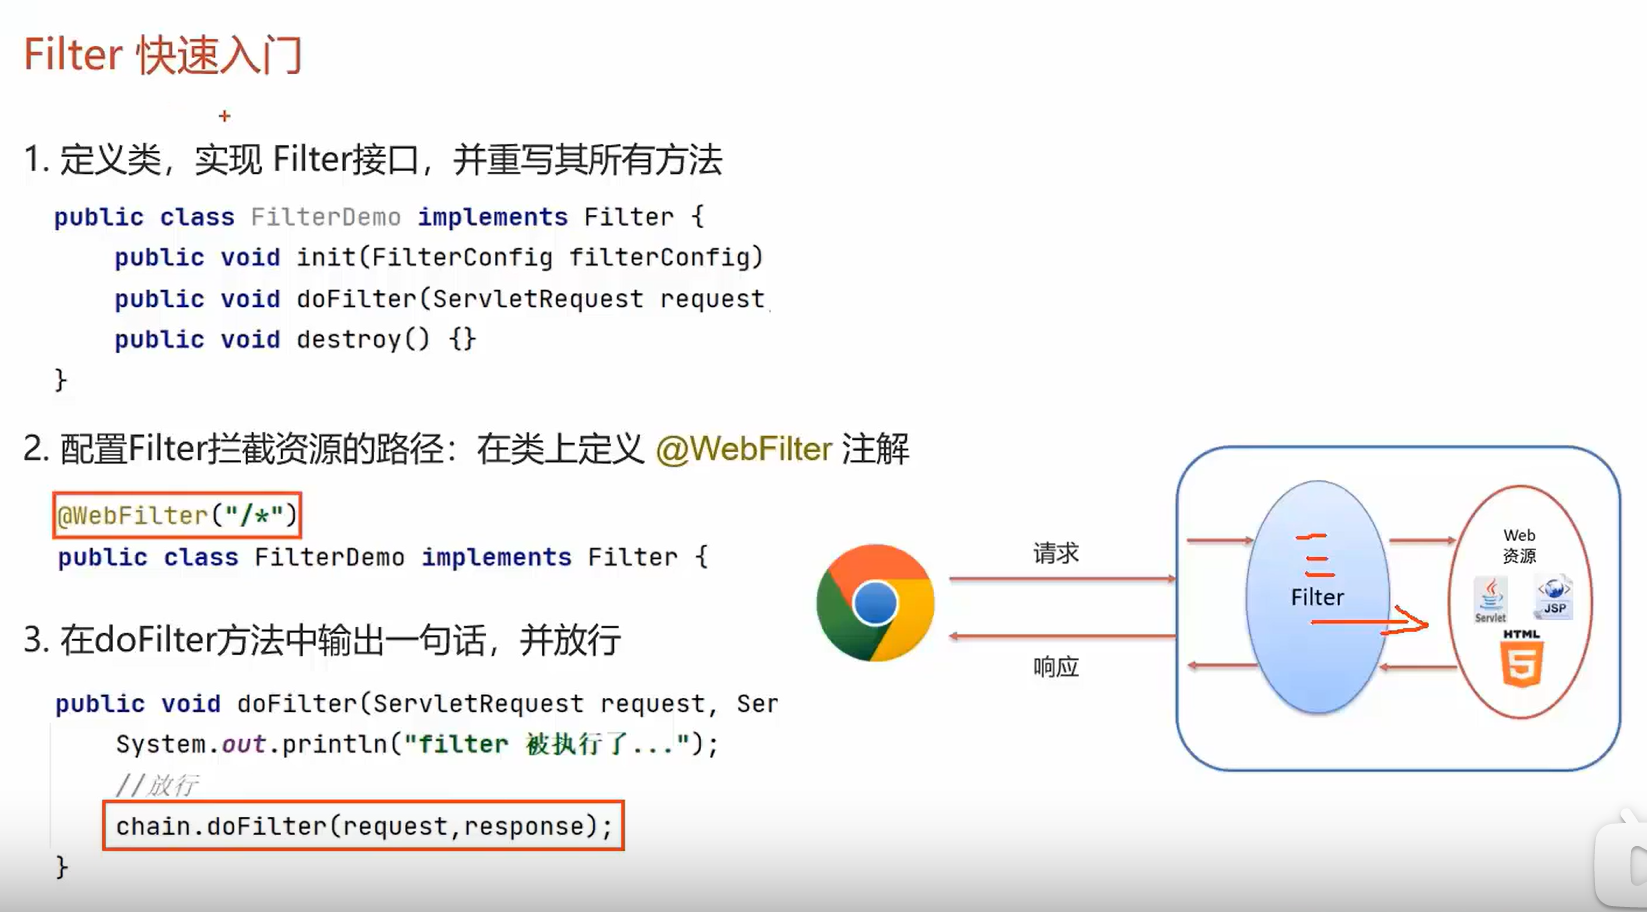 Filter 快速入门
1. 定义类，实现 Filter接口，并重写其所有方法
public class FilterDemo implements Filter {
public void init(FilterConfig filterConfig)
public void doFilter(ServletRequest request
public void destroy() {}
}
2. 配置Filter拦截资源的路径：在类上定义 @WebFilter 注解
@WebFilter("/*")
public class FilterDemo implements Filter {
3. 在doFilter方法中输出一句话，并放行
public void doFilter(ServletRequest request, Ser
System.out.println("filter 被执行了...");
//放行
chain.doFilter(request,response);
}
请求
响应
Filter
Web
资源
Servlet
JSP
HTML
5